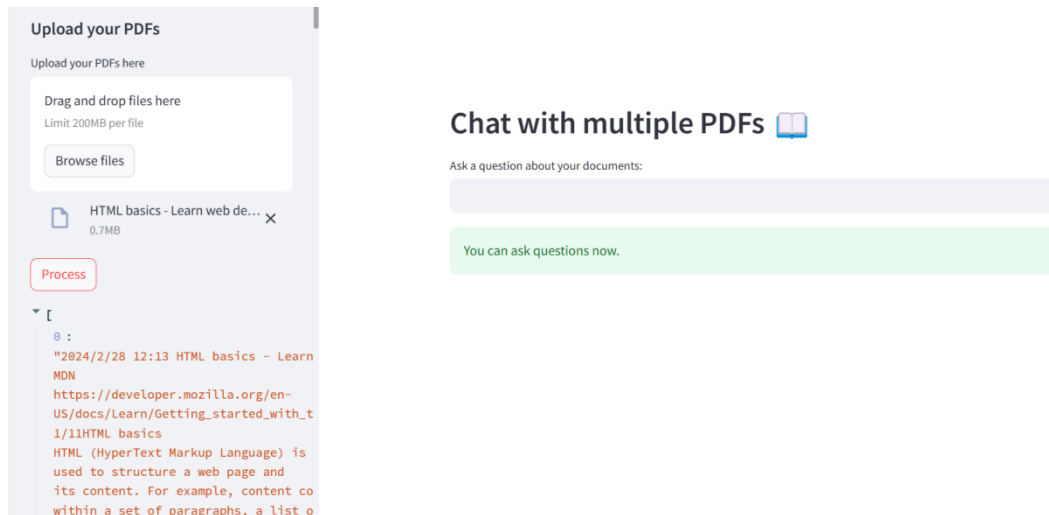 Upload your PDFs
Upload your PDFs here
Drag and drop files here
Limit 200MB per file
Browse files
HTML basics - Learn web de...
0.7MB
Process
[
0 :
"2024/2/28 12:13 HTML basics - Learn
MDN
https://developer.mozilla.org/en-
US/docs/Learn/Getting_started_with_t
1/11HTML basics
HTML (HyperText Markup Language) is
used to structure a web page and
its content. For example, content co
within a set of paragraphs, a list o
Chat with multiple PDFs 📖
Ask a question about your documents:
You can ask questions now.